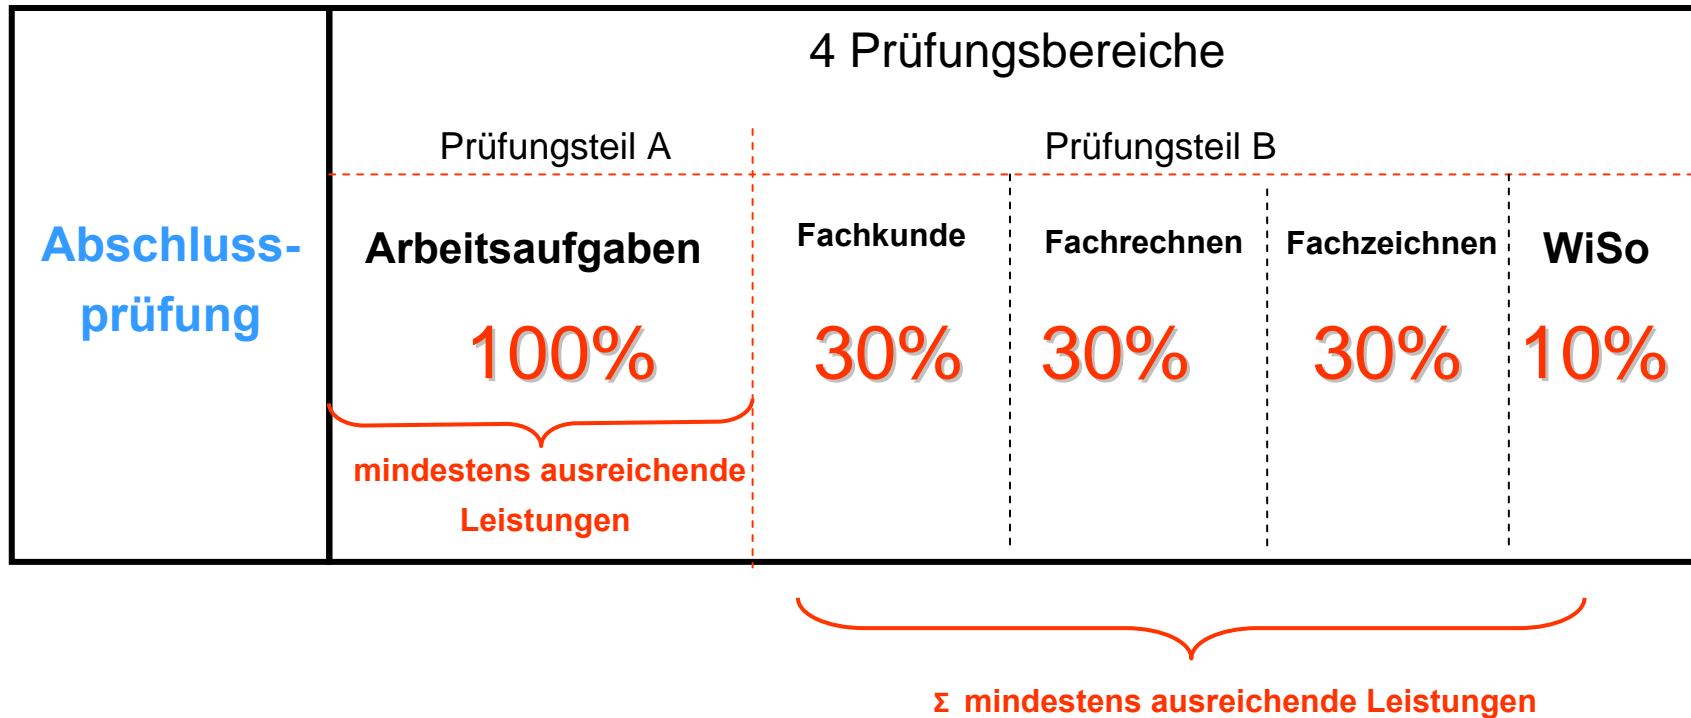 4 Prüfungsbereiche
Prüfungsteil A
Prüfungsteil B
Abschluss-
prüfung
Arbeitsaufgaben
100%
mindestens ausreichende
Leistungen
Fachkunde
30%
Fachrechnen
30%
Fachzeichnen
30%
WiSo
10%
Σ mindestens ausreichende Leistungen